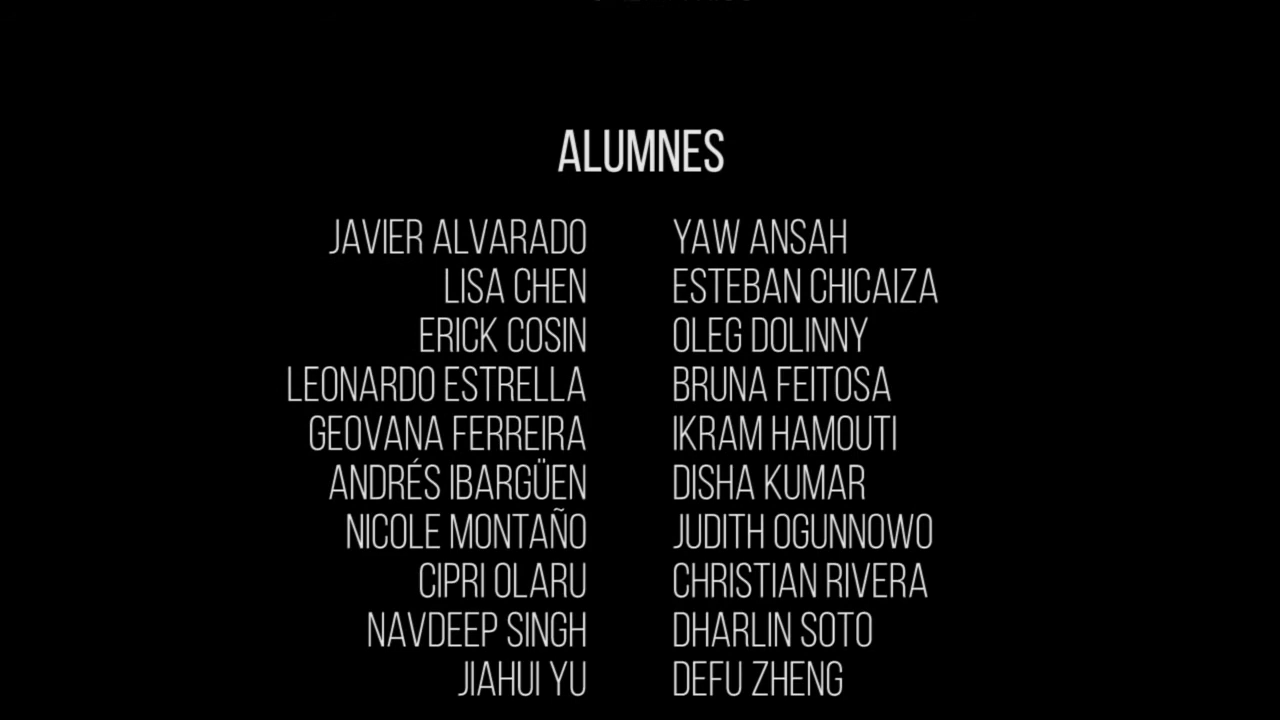 ALUMNES
JAVIER ALVARADO YAW ANSAH
LISA CHEN ESTEBAN CHICAIZA
ERICK COSIN OLEG DOLINNY
LEONARDO ESTRELLA BRUNA FEITOSA
GEOVANA FERREIRA IKRAM HAMOUTI
ANDRÉS IBARGÜEN DISHA KUMAR
NICOLE MONTAÑO JUDITH OGUNNOWO
CIPRI OLARU CHRISTIAN RIVERA
NAVDEEP SINGH DHARLIN SOTO
JIAHUI YU DEFU ZHENG